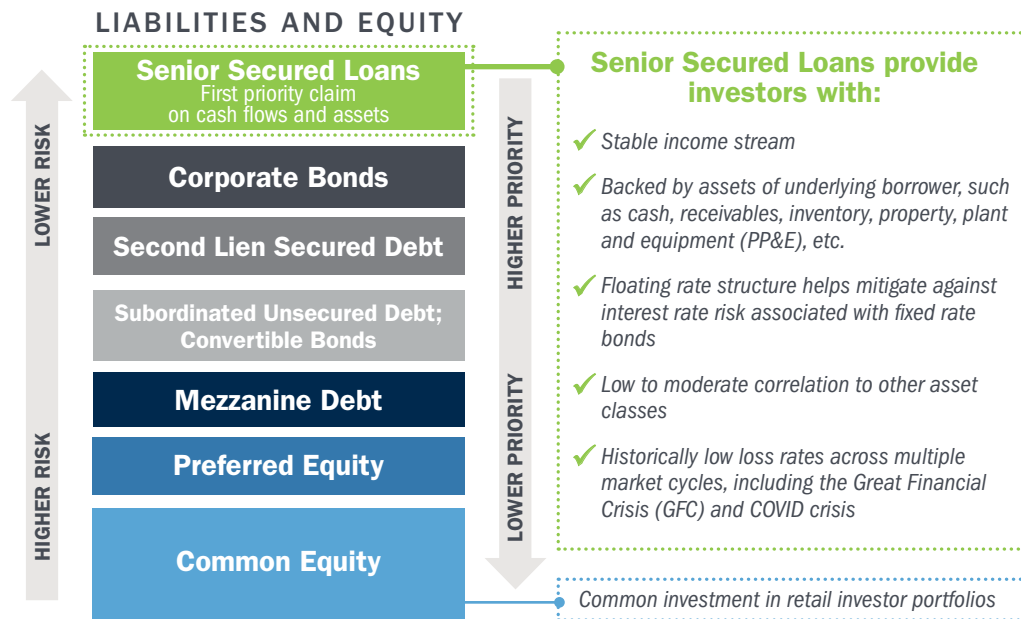 LIABILITIES AND EQUITY
Senior Secured Loans
First priority claim
on cash flows and assets
Corporate Bonds
Second Lien Secured Debt
Subordinated Unsecured Debt;
Convertible Bonds
Mezzanine Debt
Preferred Equity
Common Equity
LOWER RISK
HIGHER RISK
HIGHER PRIORITY
LOWER PRIORITY
Senior Secured Loans provide
investors with:
Stable income stream
Backed by assets of underlying borrower, such
as cash, receivables, inventory, property, plant
and equipment (PP&E), etc.
Floating rate structure helps mitigate against
interest rate risk associated with fixed rate
bonds
Low to moderate correlation to other asset
classes
Historically low loss rates across multiple
market cycles, including the Great Financial
Crisis (GFC) and COVID crisis
Common investment in retail investor portfolios